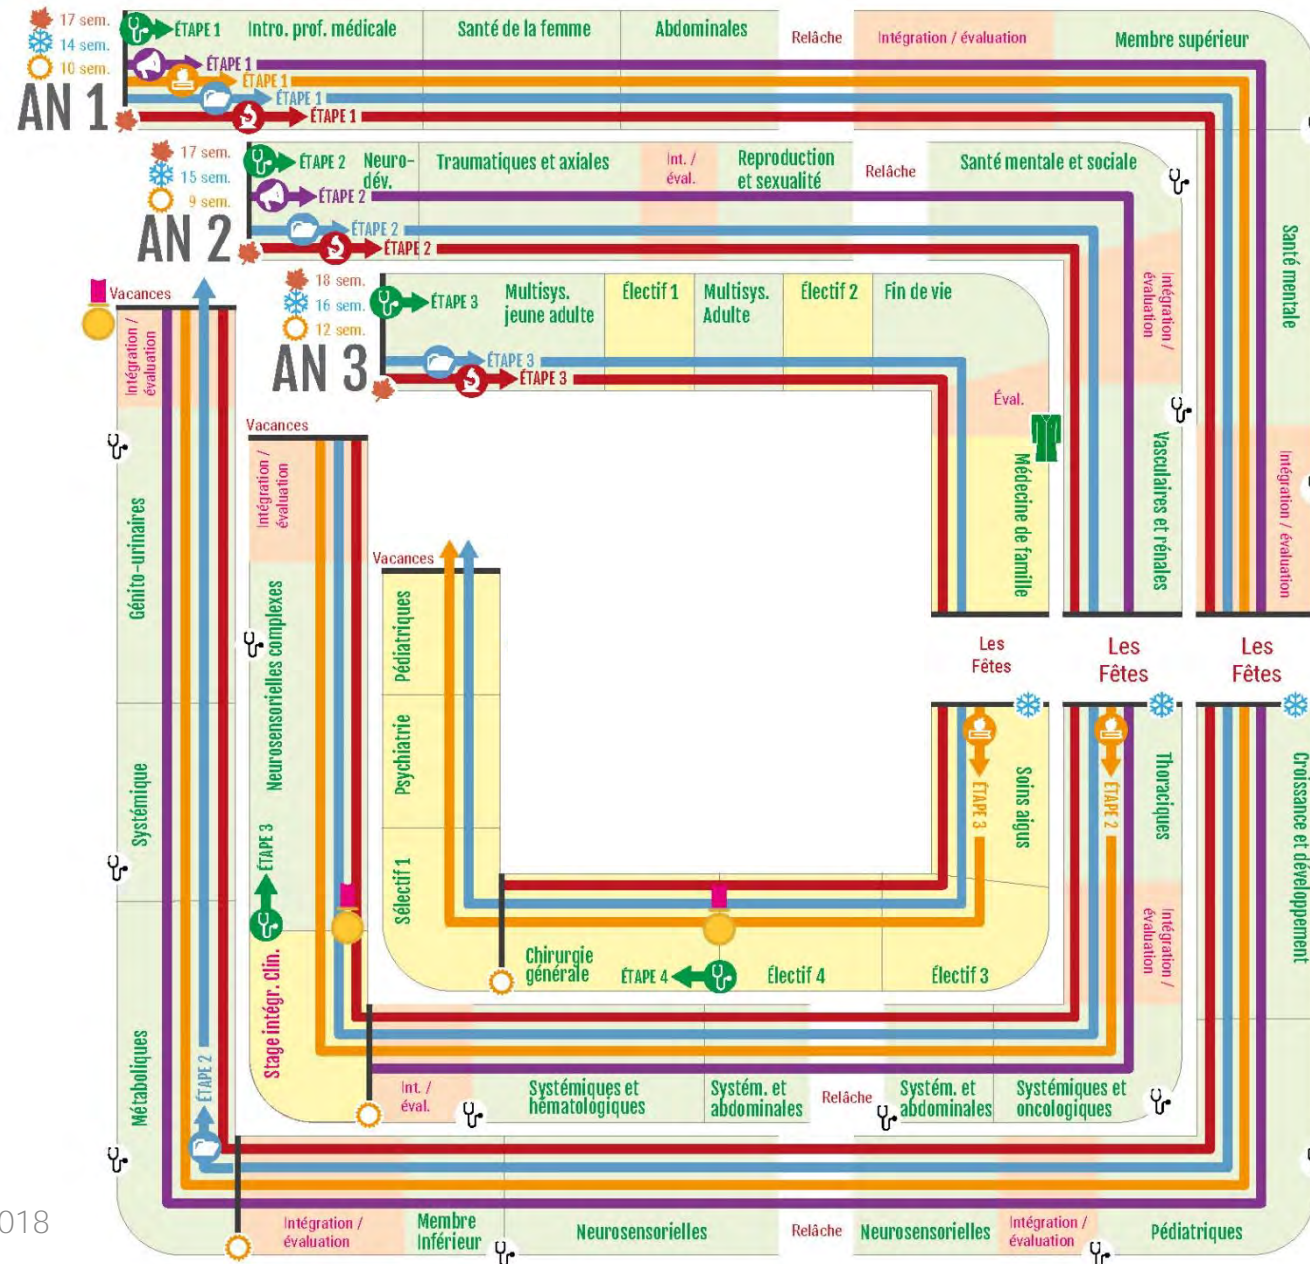 17 sem.
14 sem.
10 sem.
AN 1
ÉTAPE 1
Intro. prof. médicale
Santé de la femme
Abdominales
Relâche
Intégration / évaluation
Membre supérieur
ÉTAPE 1
ÉTAPE 1
ÉTAPE 1
ÉTAPE 1
17 sem.
15 sem.
9 sem.
AN 2
ÉTAPE 2
Neuro-
dév.
Traumatiques et axiales
Int. /
éval.
Reproduction
et sexualité
Relâche
Santé mentale et sociale
ÉTAPE 2
ÉTAPE 2
ÉTAPE 2
18 sem.
16 sem.
12 sem.
AN 3
ÉTAPE 3
Multisys.
jeune adulte
Électif 1
Multisys.
Adulte
Électif 2
Fin de vie
ÉTAPE 3
ÉTAPE 3
Éval.
Médecine de famille
Intégration /
évaluation
Vasculaires et rénales
Santé mentale
Intégration / évaluation
Les
Fêtes
Les
Fêtes
Les
Fêtes
Soins aigus
ÉTAPE 3
Thoraciques
ÉTAPE 2
Intégration /
évaluation
Croissance et développement
Vacances
Intégration /
évaluation
Génito-urinaires
Systémique
Métaboliques
ÉTAPE 2
Vacances
Intégration /
évaluation
Neurosensorielles complexes
ÉTAPE 3
Stage intégr. Clin.
Vacances
Pédiatriques
Psychiatrie
Sélectif 1
Chirurgie
générale
ÉTAPE 4
Électif 4
Électif 3
Int. /
éval.
Systémiques et
hématologiques
Systém. et
abdominales
Relâche
Systém. et
abdominales
Systémiques et
oncologiques
018
Intégration /
évaluation
Membre
Inférieur
Neurosensorielles
Relâche
Neurosensorielles
Intégration /
évaluation
Pédiatriques